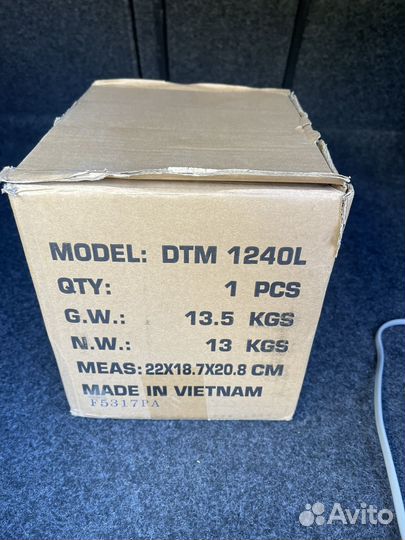 MODEL: DTM 1240L
QTY: 1 PCS
G.W.: 13.5 KGS
N.W.: 13 KGS
MEAS: 22X18.7X20.8 CM
MADE IN VIETNAM
F5317PA
Avito